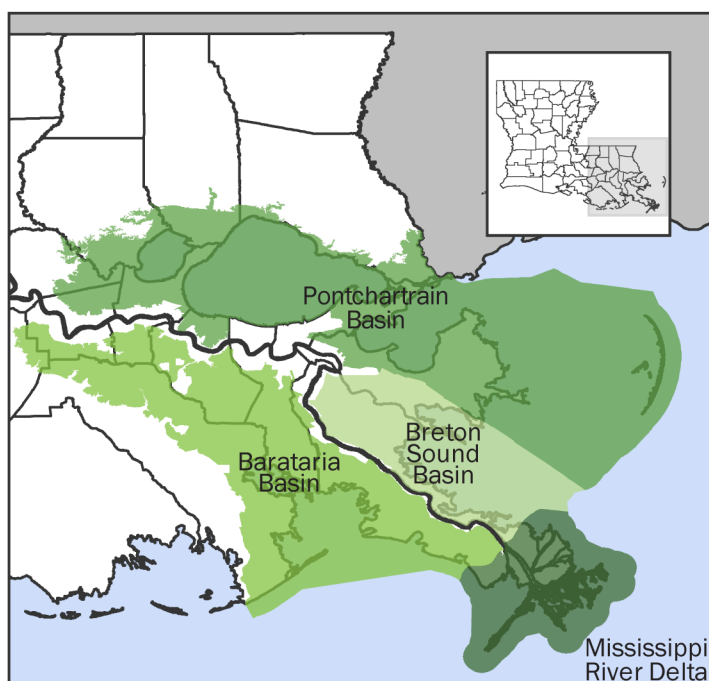 Pontchartrain
Basin
Breton
Sound
Basin
Barataria
Basin
Mississippi
River Delta